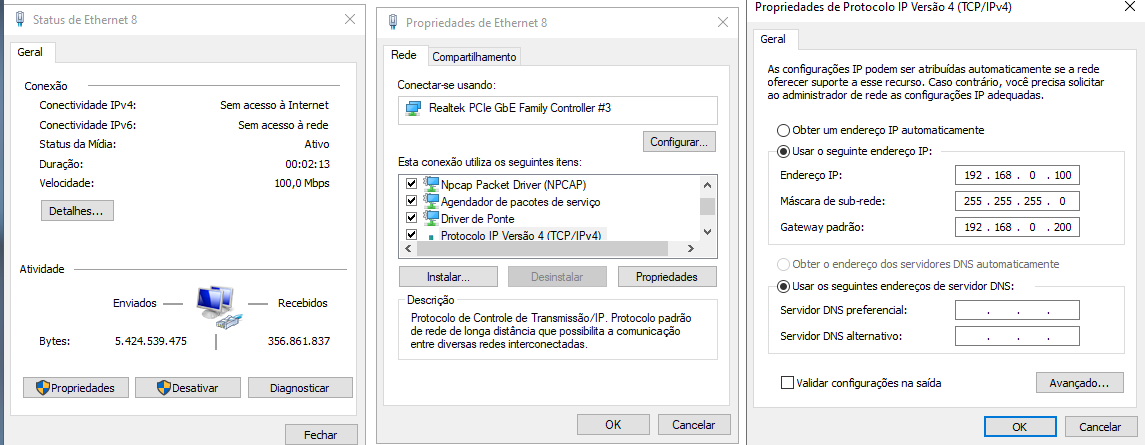 Status de Ethernet 8
Geral
Conexão
Conectividade IPv4: Sem acesso à Internet
Conectividade IPv6: Sem acesso à rede
Status da Mídia: Ativo
Duração: 00:02:13
Velocidade: 100,0 Mbps
Detalhes...
Atividade
Enviados — Recebidos
Bytes: 5.424.539.475 | 356.861.837
Propriedades Desativar Diagnosticar
Fechar
Propriedades de Ethernet 8
Rede Compartilhamento
Conectar-se usando:
Realtek PCIe GbE Family Controller #3
Configurar...
Esta conexão utiliza os seguintes itens:
Npcap Packet Driver (NPCAP)
Agendador de pacotes de serviço
Driver de Ponte
Protocolo IP Versão 4 (TCP/IPv4)
Instalar... Desinstalar Propriedades
Descrição
Protocolo de Controle de Transmissão/IP. Protocolo padrão
de rede de longa distância que possibilita a comunicação
entre diversas redes interconectadas.
OK Cancelar
Propriedades de Protocolo IP Versão 4 (TCP/IPv4)
Geral
As configurações IP podem ser atribuídas automaticamente se a rede
oferecer suporte a esse recurso. Caso contrário, você precisa solicitar
ao administrador de rede as configurações IP adequadas.
Obter um endereço IP automaticamente
Usar o seguinte endereço IP:
Endereço IP: 192 . 168 . 0 . 100
Máscara de sub-rede: 255 . 255 . 255 . 0
Gateway padrão: 192 . 168 . 0 . 200
Obter o endereço dos servidores DNS automaticamente
Usar os seguintes endereços de servidor DNS:
Servidor DNS preferencial: . . .
Servidor DNS alternativo: . . .
Validar configurações na saída
Avançado...
OK Cancelar